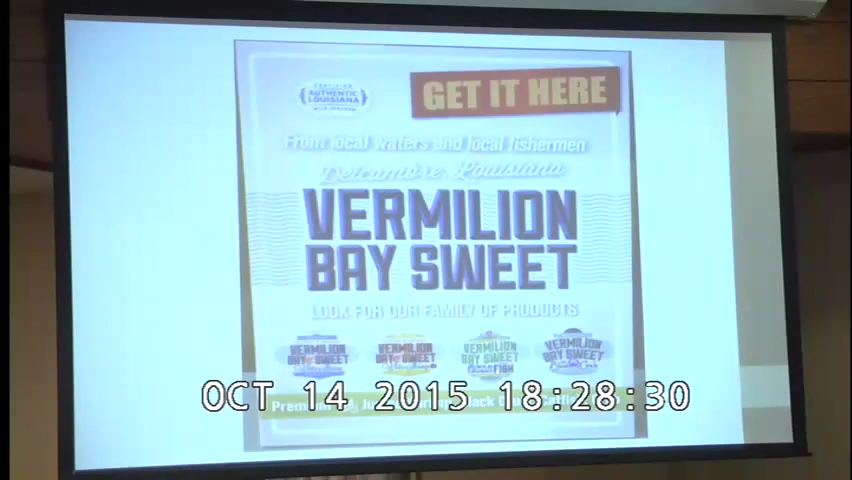 CERTIFIED
AUTHENTIC
LOUISIANA
GET IT HERE
From local waters and local fishermen
Delcambre Louisiana
VERMILION
BAY SWEET
LOOK FOR OUR FAMILY OF PRODUCTS
VERMILION
BAY SWEET
VERMILION
BAY SWEET
VERMILION
BAY SWEET
VERMILION
BAY SWEET
OCT 14 2015 18:28:30
Premium